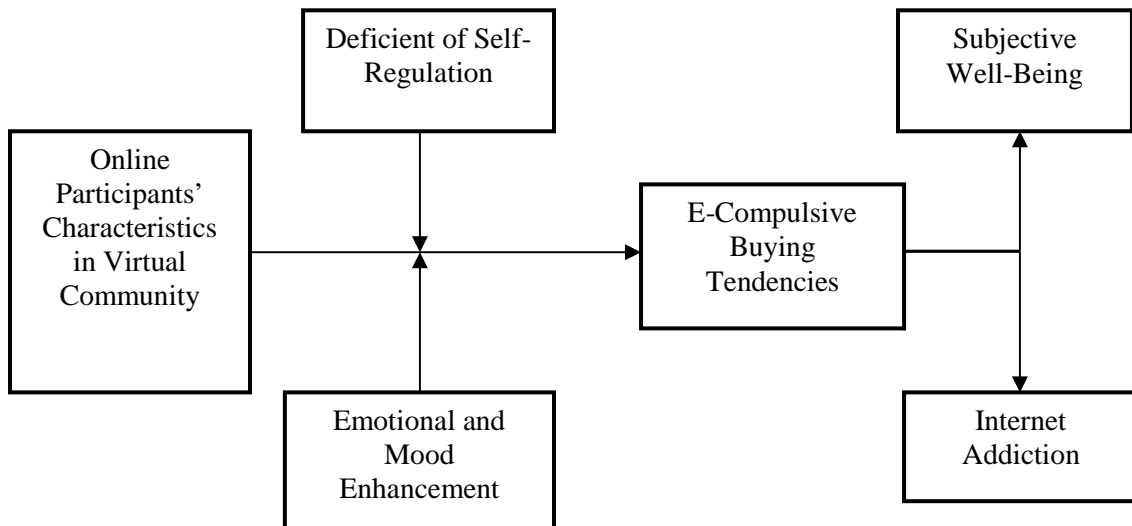 Deficient of Self-
Regulation
Subjective
Well-Being
Online
Participants’
Characteristics
in Virtual
Community
E-Compulsive
Buying
Tendencies
Emotional and
Mood
Enhancement
Internet
Addiction